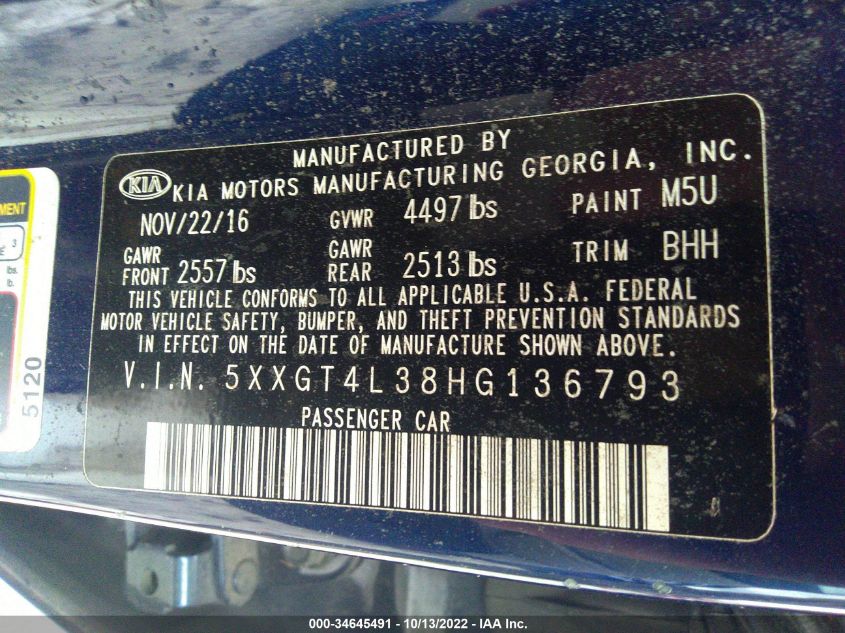 MANUFACTURED BY
KIA KIA MOTORS MANUFACTURING GEORGIA, INC.
NOV/22/16 GVWR 4497 lbs PAINT M5U
GAWR FRONT 2557 lbs GAWR REAR 2513 lbs TRIM BHH
THIS VEHICLE CONFORMS TO ALL APPLICABLE U.S.A. FEDERAL
MOTOR VEHICLE SAFETY, BUMPER, AND THEFT PREVENTION STANDARDS
IN EFFECT ON THE DATE OF MANUFACTURE SHOWN ABOVE.
V.I.N. 5XXGT4L38HG136793
PASSENGER CAR
3
lbs.
lb.
5120
000-34645491 - 10/13/2022 - IAA Inc.